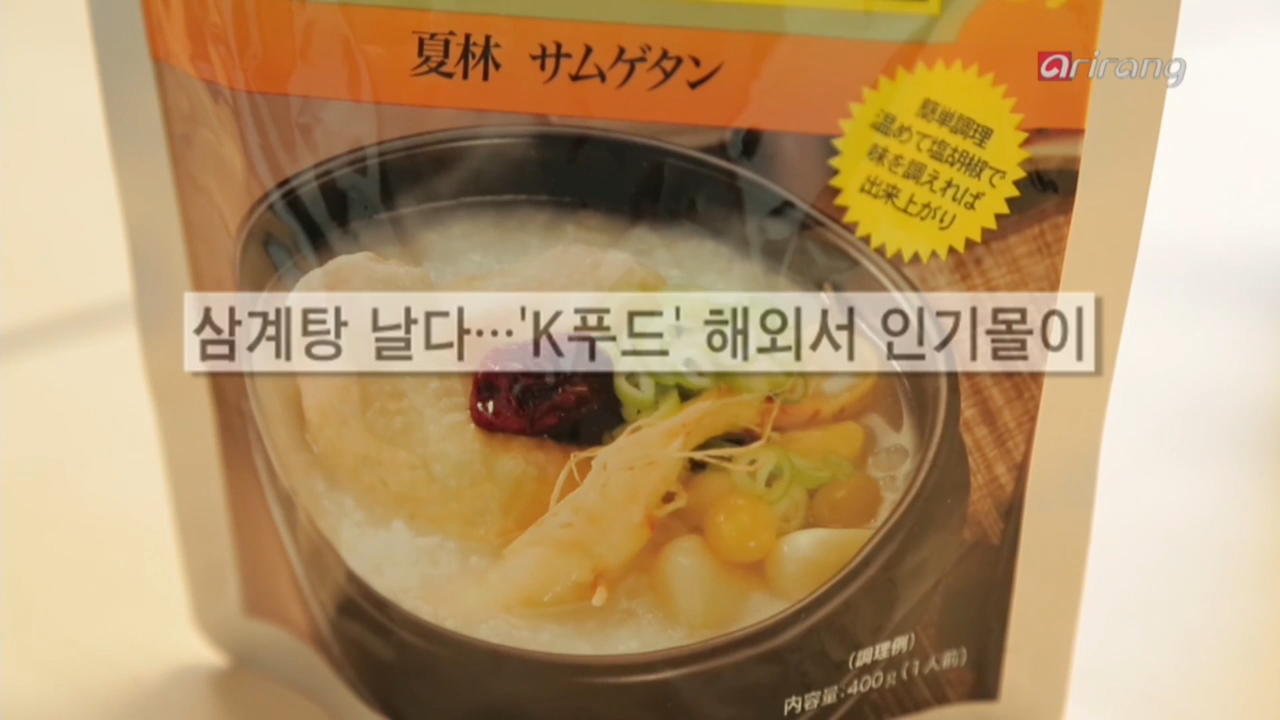 夏林 サムゲタン
arirang
簡単調理
温めて塩胡椒で
味を調えれば
出来上がり
삼계탕 날다…'K푸드' 해외서 인기몰이
(調理例)
内容量:400g(1人前)